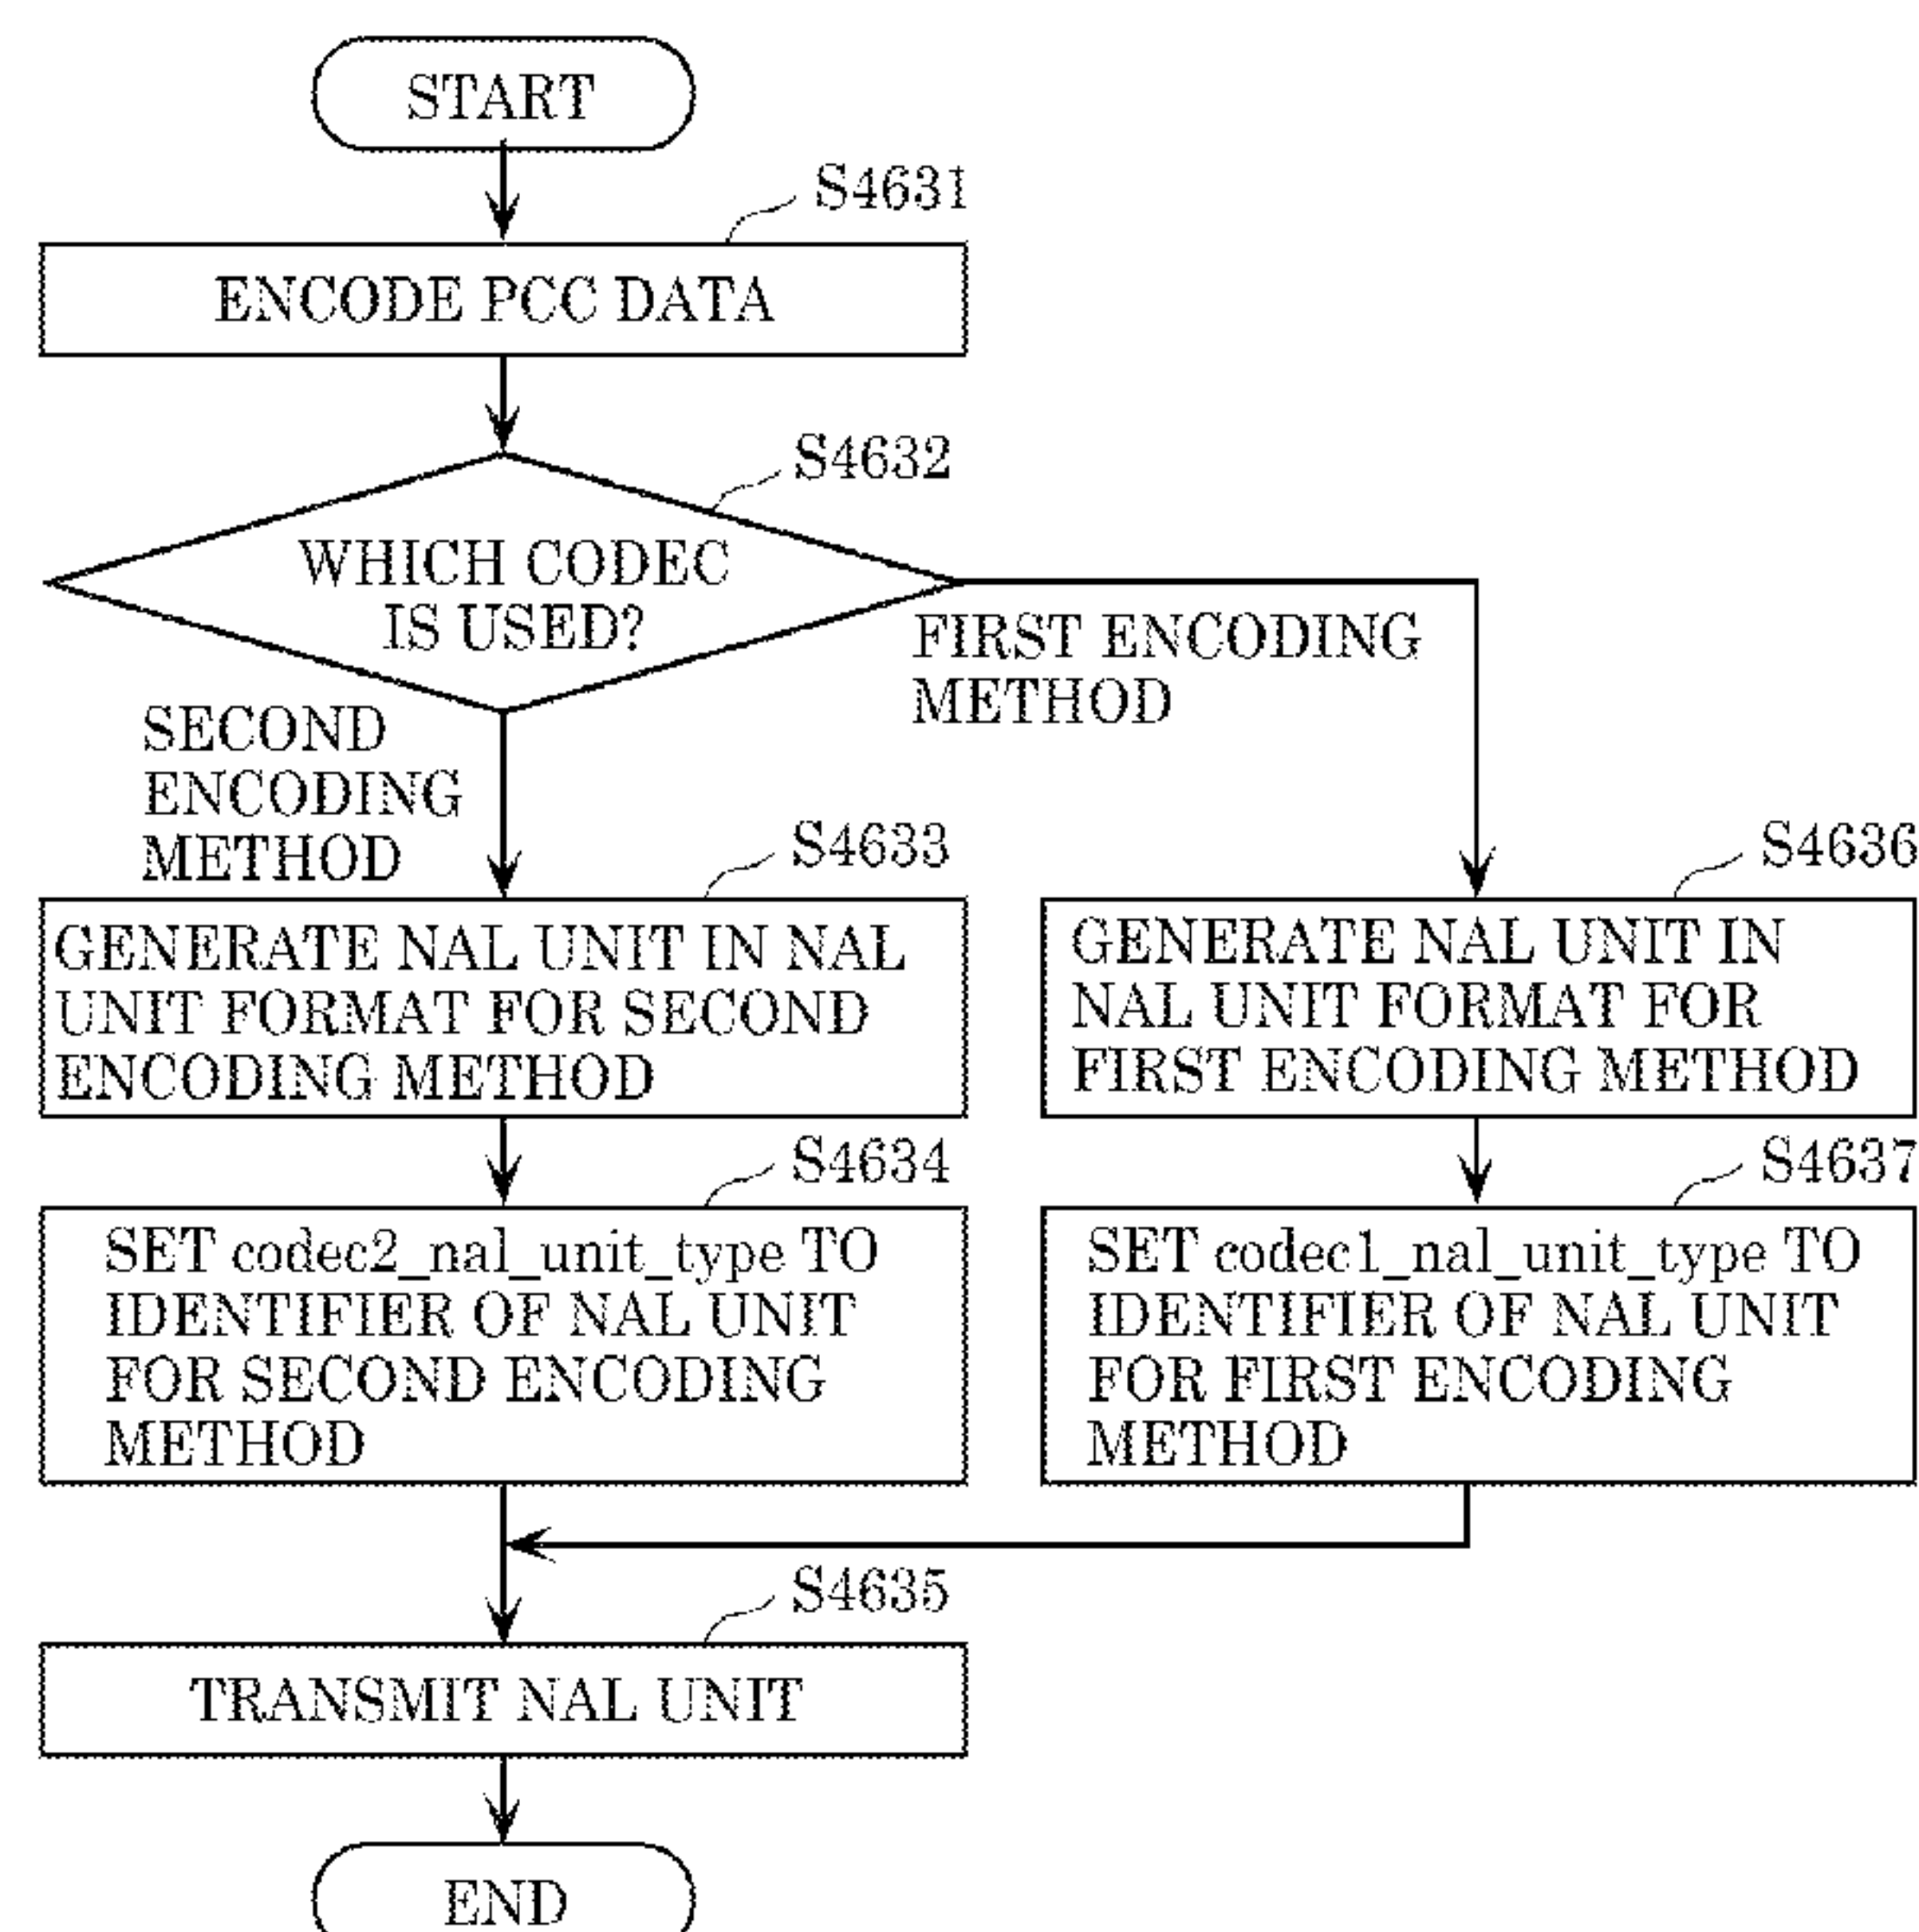 START
S4631
ENCODE PCC DATA
S4632
WHICH CODEC
IS USED?
FIRST ENCODING
METHOD
SECOND
ENCODING
METHOD
S4633
GENERATE NAL UNIT IN NAL
UNIT FORMAT FOR SECOND
ENCODING METHOD
S4636
GENERATE NAL UNIT IN
NAL UNIT FORMAT FOR
FIRST ENCODING METHOD
S4634
SET codec2_nal_unit_type TO
IDENTIFIER OF NAL UNIT
FOR SECOND ENCODING
METHOD
S4637
SET codec1_nal_unit_type TO
IDENTIFIER OF NAL UNIT
FOR FIRST ENCODING
METHOD
S4635
TRANSMIT NAL UNIT
END